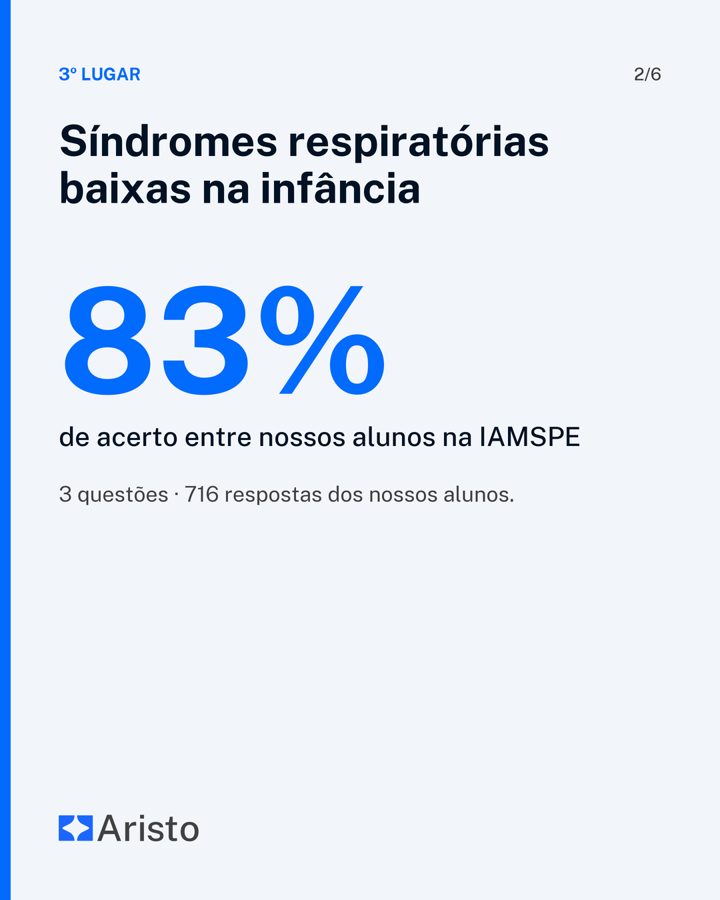 3º LUGAR
2/6
Síndromes respiratórias
baixas na infância
83%
de acerto entre nossos alunos na IAMSPE
3 questões · 716 respostas dos nossos alunos.
Aristo